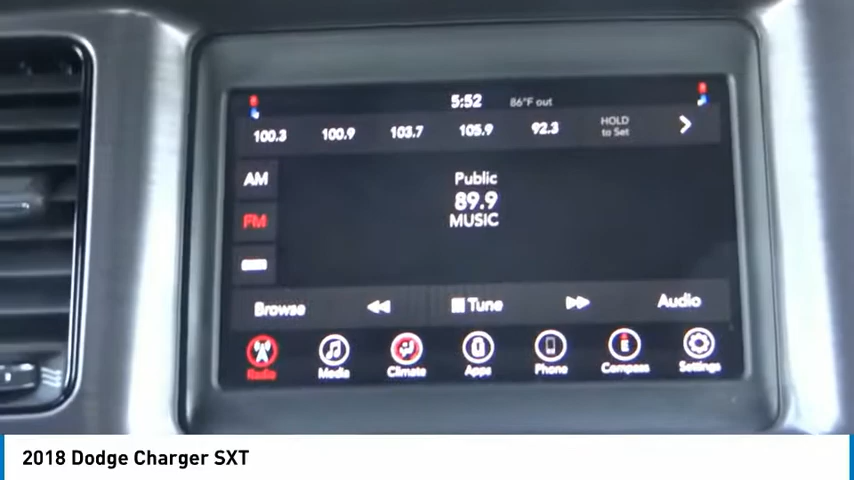 5:52 86°F out
100.3 100.9 103.7 105.9 92.3 HOLD
to Set
AM
Public
89.9
FM
MUSIC
Browse Tune Audio
Radio Media Climate Apps Phone Compass Settings
E
2018 Dodge Charger SXT